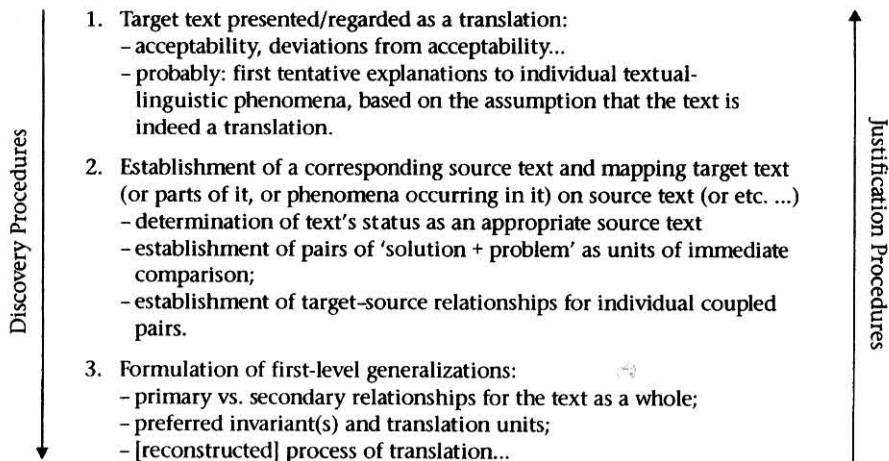 1. Target text presented/regarded as a translation:
– acceptability, deviations from acceptability...
– probably: first tentative explanations to individual textual-
linguistic phenomena, based on the assumption that the text is
indeed a translation.
2. Establishment of a corresponding source text and mapping target text
(or parts of it, or phenomena occurring in it) on source text (or etc. ...)
– determination of text's status as an appropriate source text
– establishment of pairs of 'solution + problem' as units of immediate
comparison;
– establishment of target–source relationships for individual coupled
pairs.
3. Formulation of first-level generalizations:
– primary vs. secondary relationships for the text as a whole;
– preferred invariant(s) and translation units;
– [reconstructed] process of translation...
Discovery Procedures
Justification Procedures